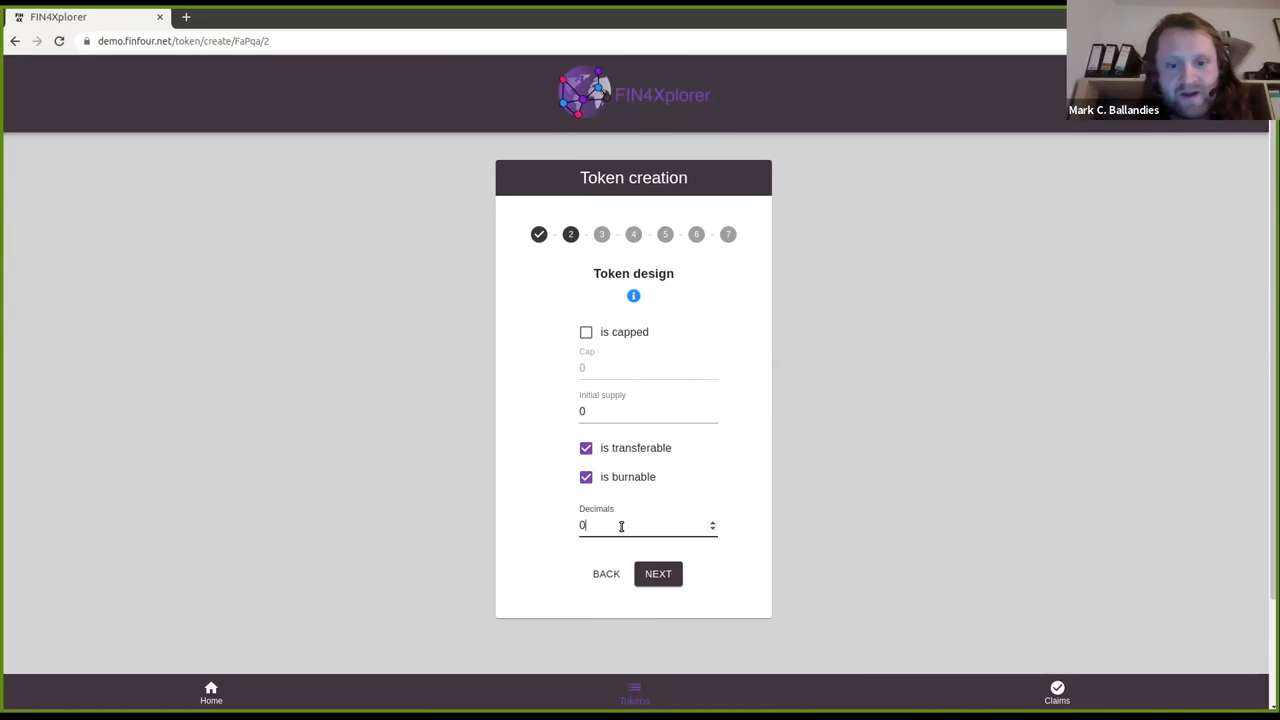 FIN4Xplorer
demo.finfour.net/token/create/FaPqa/2
FIN4Xplorer
Mark C. Ballandies
Token creation
2 3 4 5 6 7
Token design
is capped
Cap
0
Initial supply
0
is transferable
is burnable
Decimals
0
BACK NEXT
Home Tokens Claims